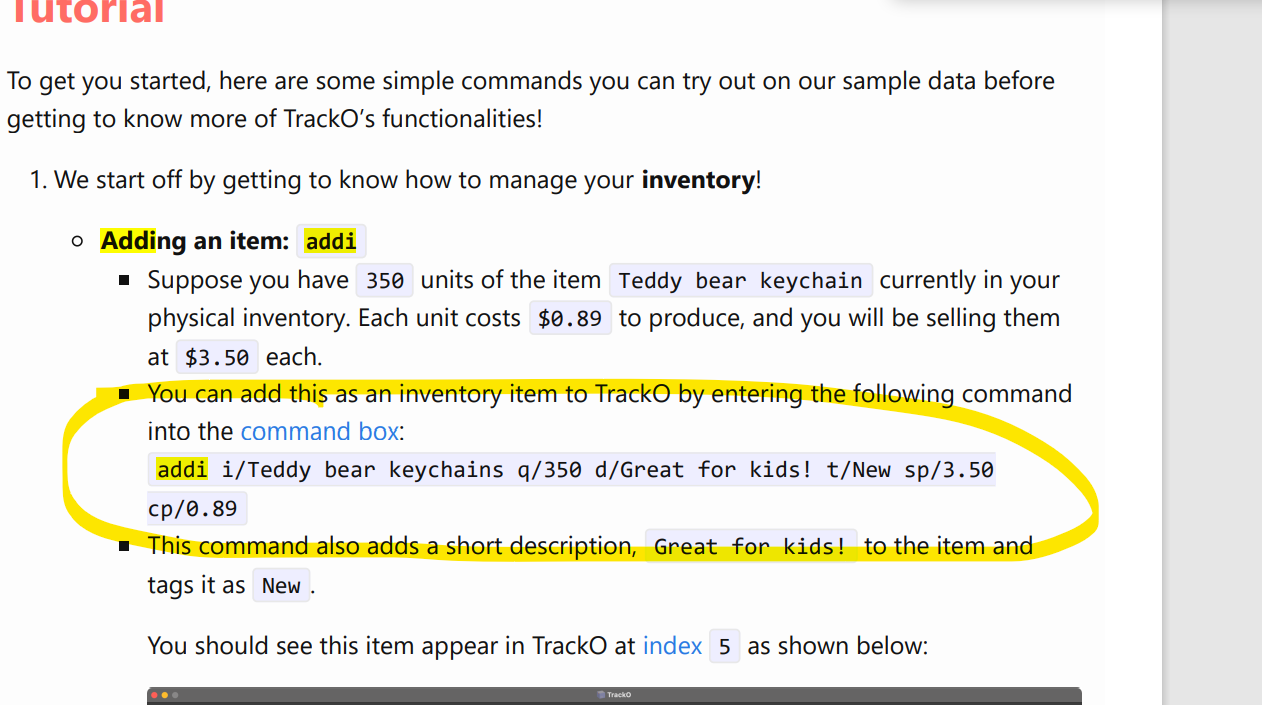 Tutorial
To get you started, here are some simple commands you can try out on our sample data before
getting to know more of TrackO’s functionalities!
1. We start off by getting to know how to manage your inventory!
Adding an item: addi
Suppose you have 350 units of the item Teddy bear keychain currently in your
physical inventory. Each unit costs $0.89 to produce, and you will be selling them
at $3.50 each.
You can add this as an inventory item to TrackO by entering the following command
into the command box:
addi i/Teddy bear keychains q/350 d/Great for kids! t/New sp/3.50
cp/0.89
This command also adds a short description, Great for kids! to the item and
tags it as New.
You should see this item appear in TrackO at index 5 as shown below:
TrackO